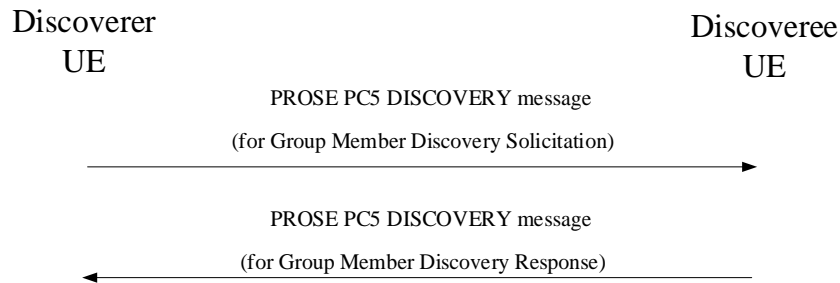 Discoverer
UE
Discoveree
UE
PROSE PC5 DISCOVERY message
(for Group Member Discovery Solicitation)
PROSE PC5 DISCOVERY message
(for Group Member Discovery Response)